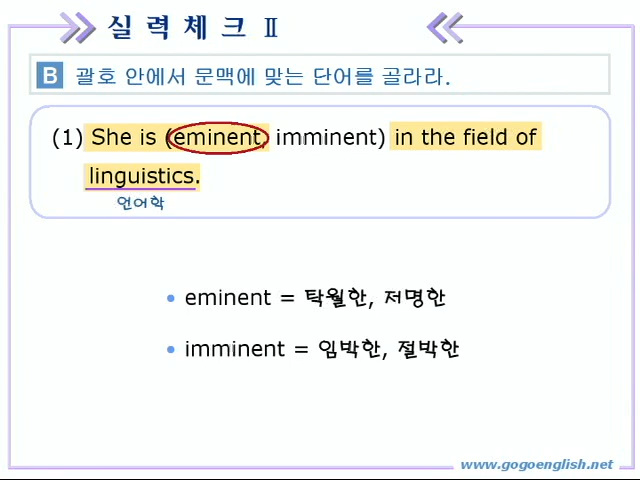 실 력 체 크 Ⅱ
B 괄호 안에서 문맥에 맞는 단어를 골라라.
(1) She is (eminent, imminent) in the field of
linguistics.
언어학
• eminent = 탁월한, 저명한
• imminent = 임박한, 절박한
www.gogoenglish.net